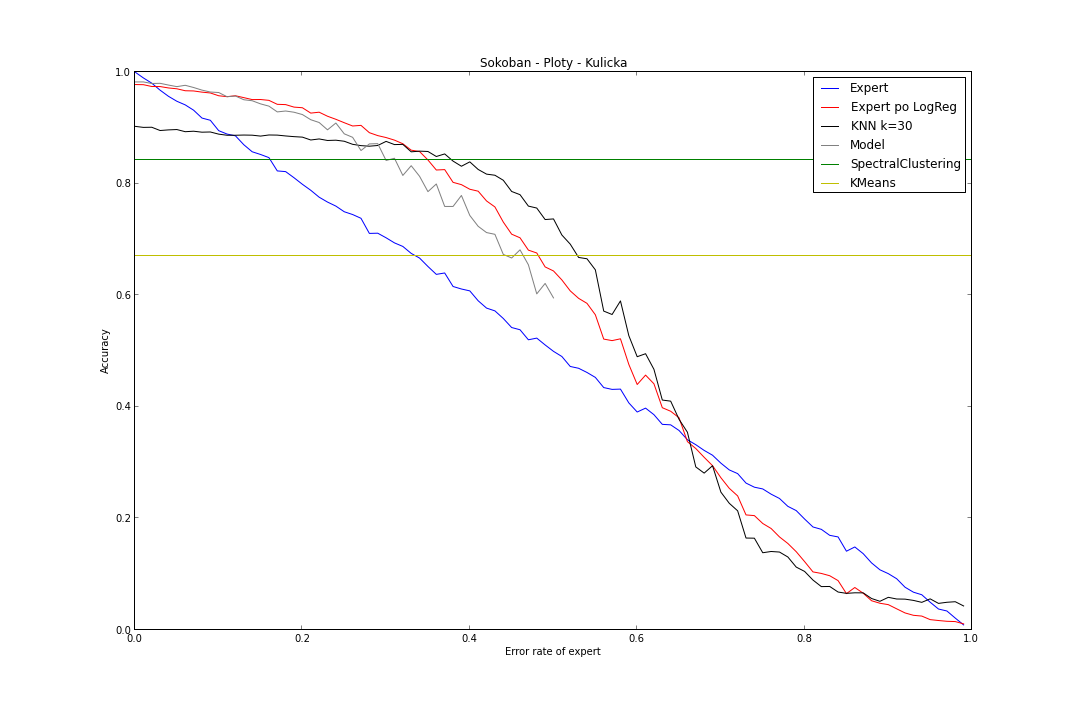 Sokoban - Ploty - Kulicka
1.0
0.8
0.6
0.4
0.2
0.0
Accuracy
0.0 0.2 0.4 0.6 0.8 1.0
Error rate of expert
Expert
Expert po LogReg
KNN k=30
Model
SpectralClustering
KMeans